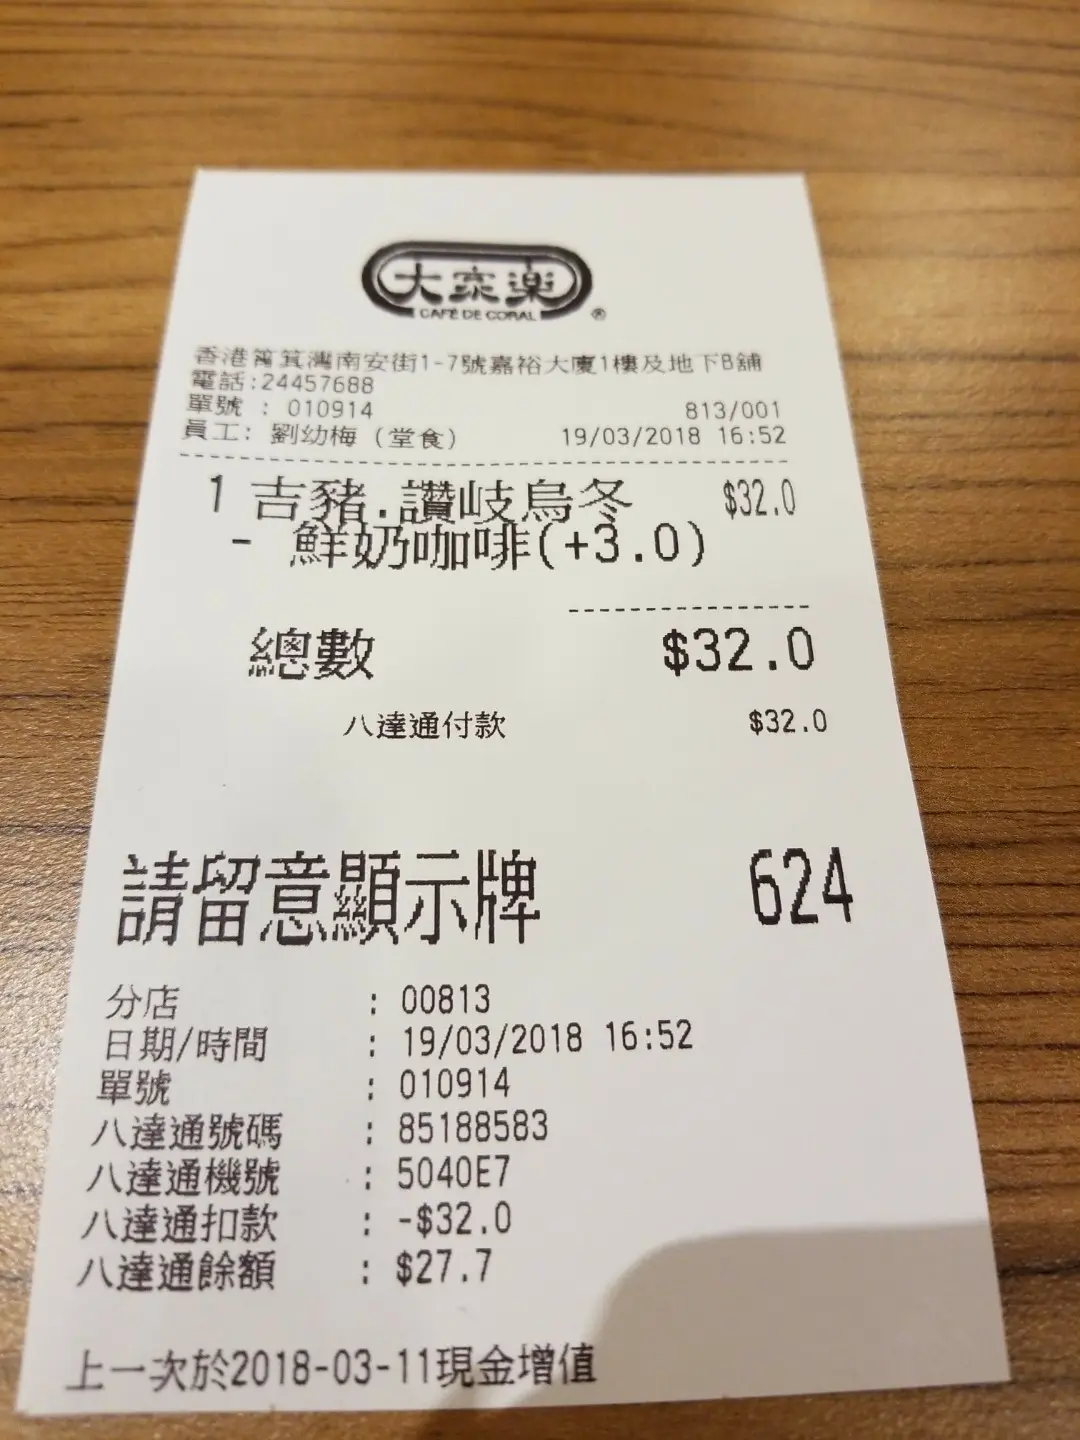 大家樂
CAFÉ DE CORAL ®
香港筲箕灣南安街1-7號嘉裕大廈1樓及地下B舖
電話:24457688
單號 : 010914 813/001
員工: 劉幼梅 (堂食) 19/03/2018 16:52
1 吉豬.讚岐烏冬 $32.0
- 鮮奶咖啡(+3.0)
總數 $32.0
八達通付款 $32.0
請留意顯示牌 624
分店 : 00813
日期/時間 : 19/03/2018 16:52
單號 : 010914
八達通號碼 : 85188583
八達通機號 : 5040E7
八達通扣款 : -$32.0
八達通餘額 : $27.7
上一次於2018-03-11現金增值